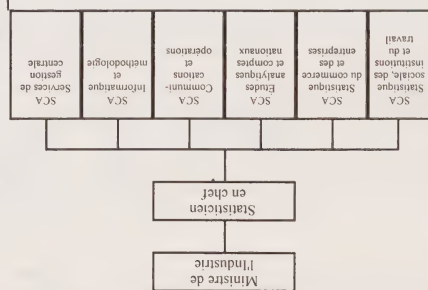 Ministre de
l'Industrie
Statisticien
en chef
SCA
Services de
gestion
centrale
SCA
Informatique
et
méthodologie
SCA
Communi-
cations
et
opérations
SCA
Études
analytiques
et comptes
nationaux
SCA
Statistique
du commerce
et des
entreprises
SCA
Statistique
sociale, des
institutions
et du
travail